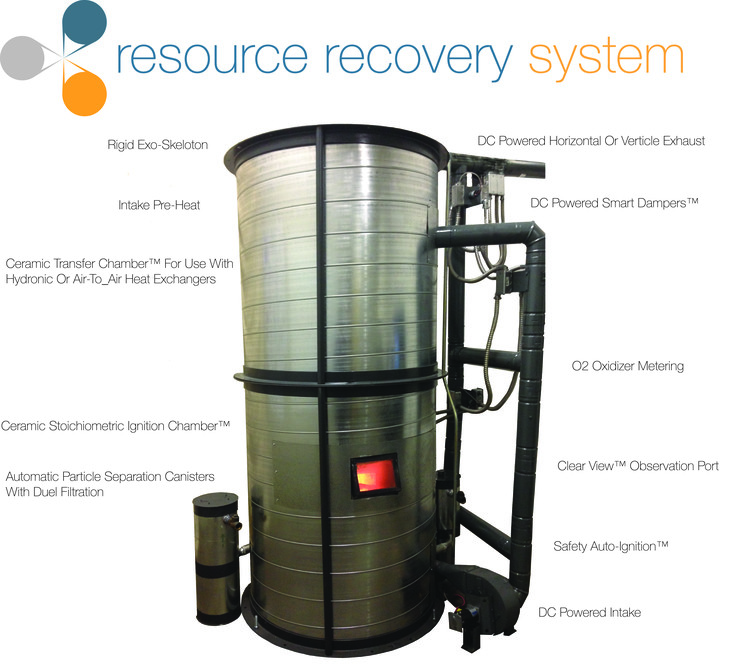 resource recovery system
Rigid Exo-Skeloton
Intake Pre-Heat
Ceramic Transfer Chamber™ For Use With
Hydronic Or Air-To_Air Heat Exchangers
Ceramic Stoichiometric Ignition Chamber™
Automatic Particle Separation Canisters
With Duel Filtration
DC Powered Horizontal Or Verticle Exhaust
DC Powered Smart Dampers™
O2 Oxidizer Metering
Clear View™ Observation Port
Safety Auto-Ignition™
DC Powered Intake